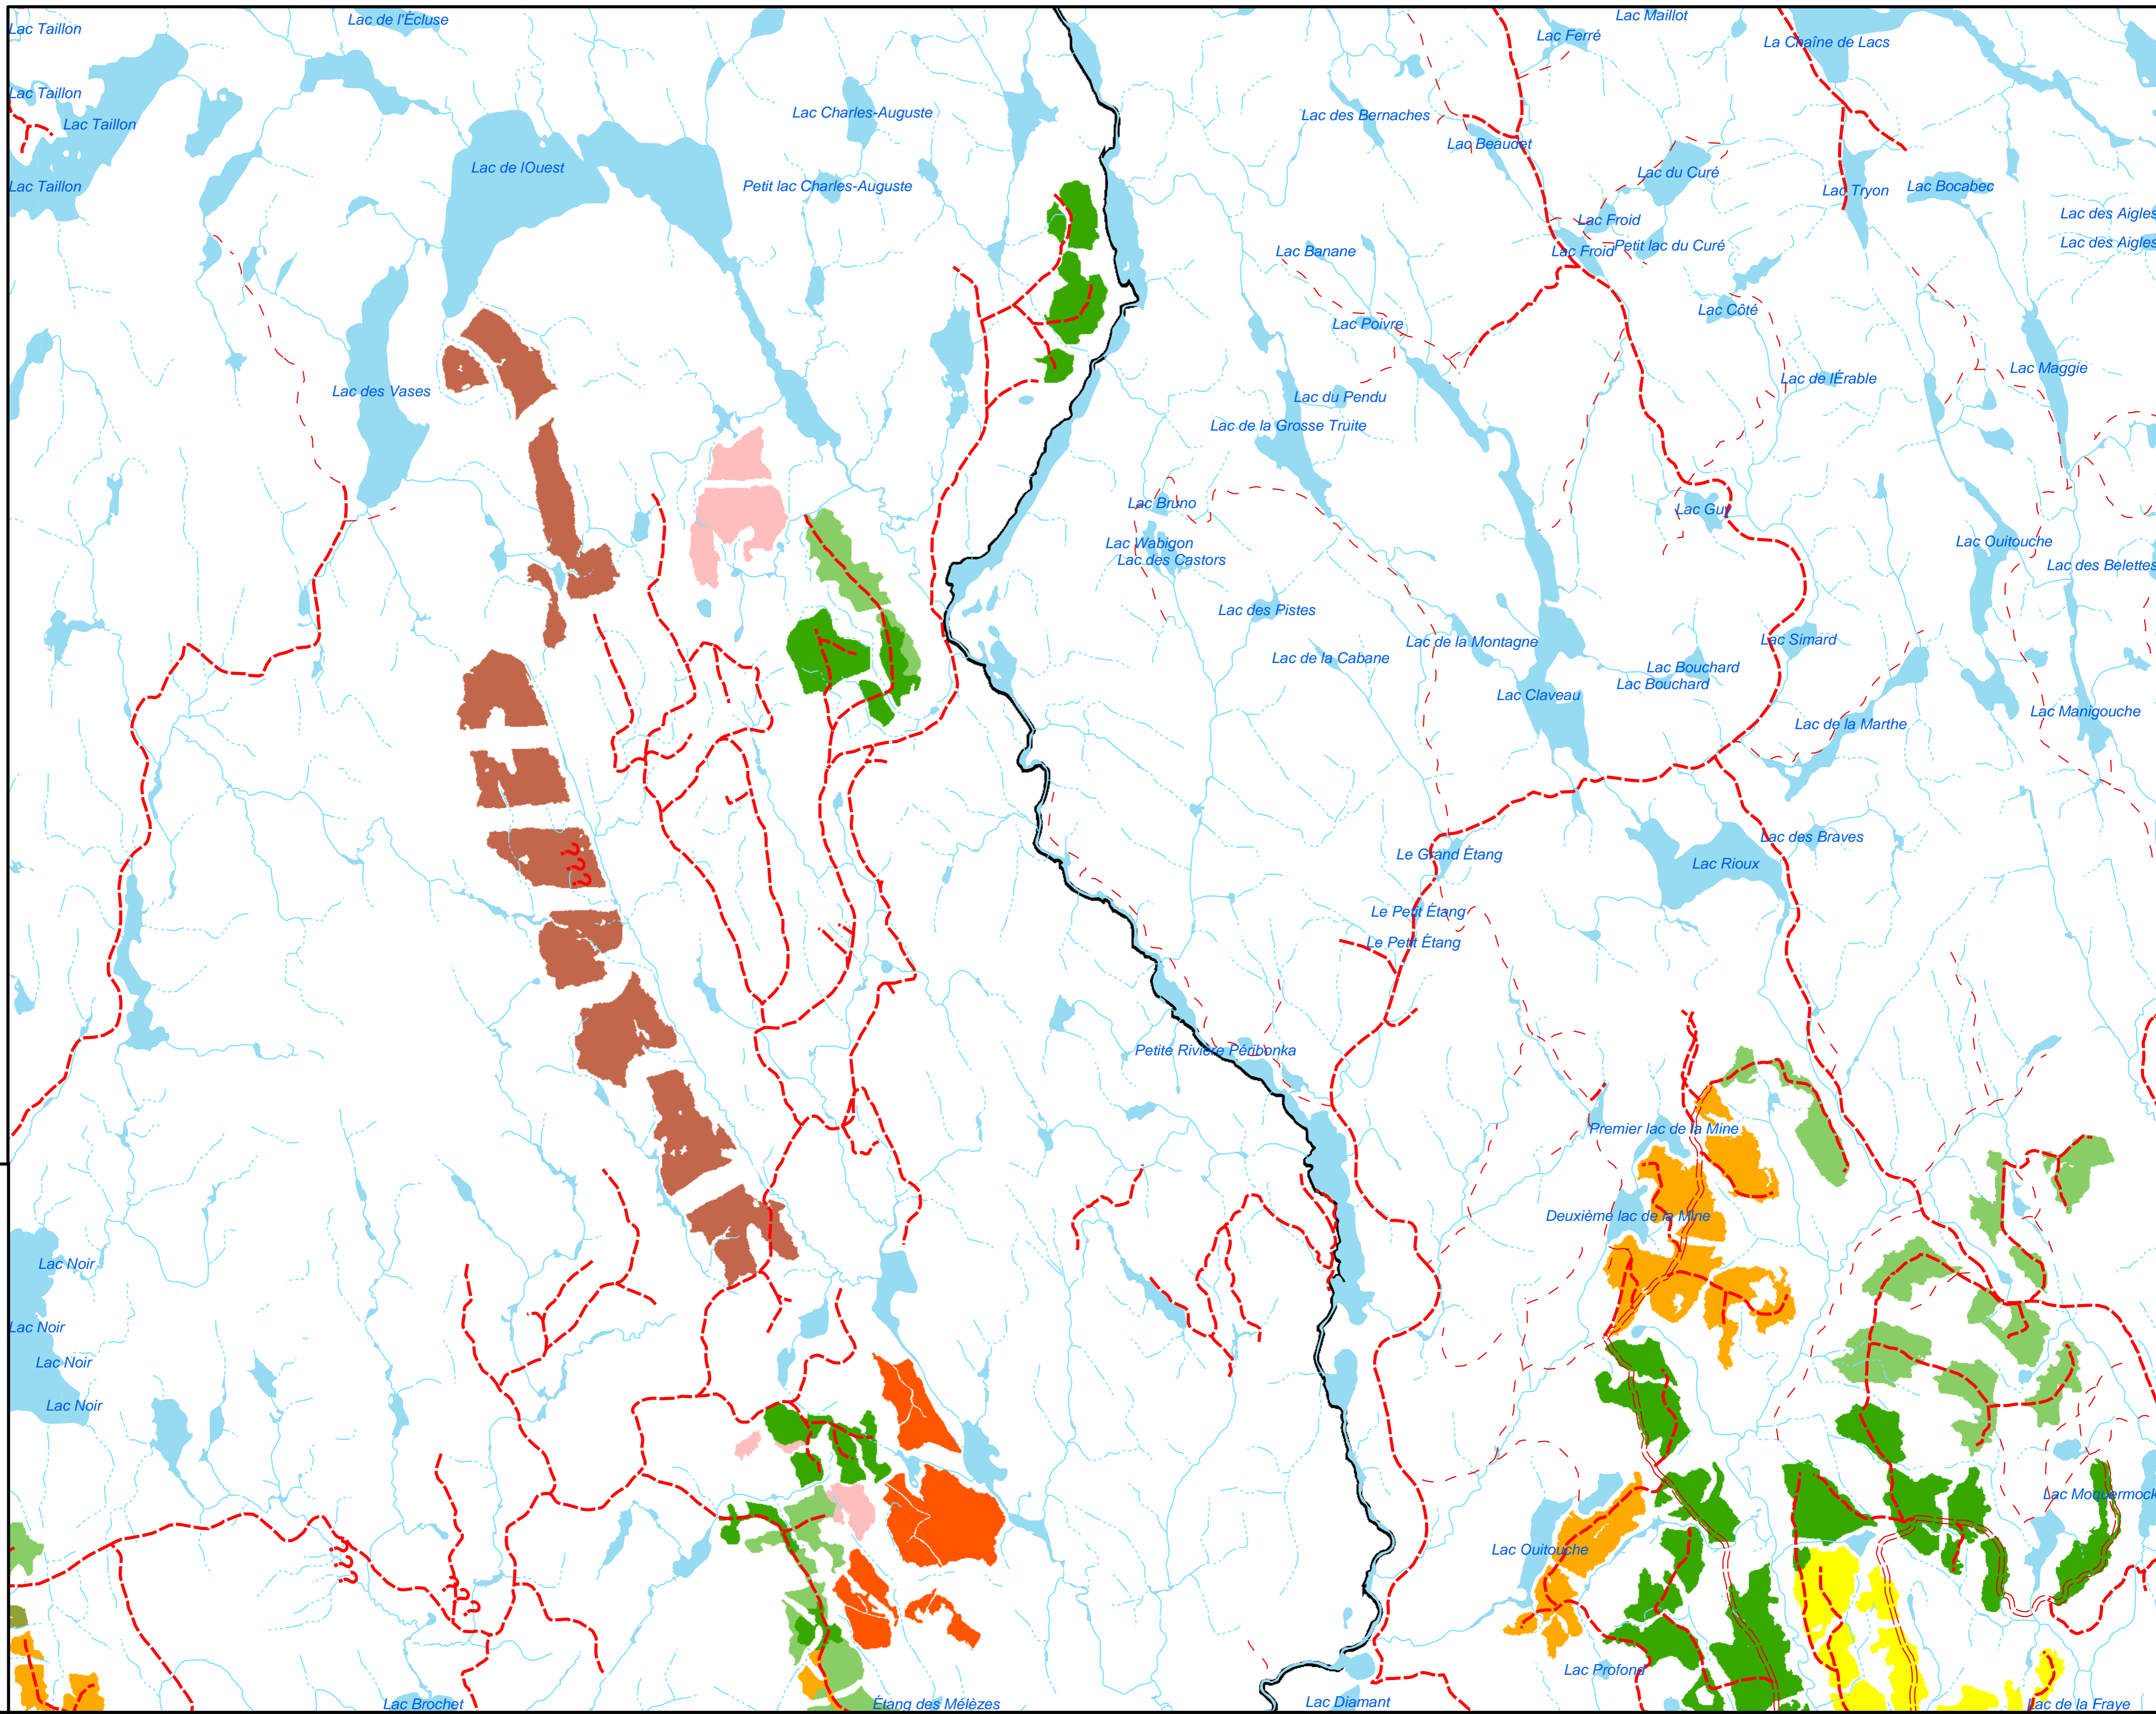 Lac Taillon
Lac de l'Écluse
Lac Maillot
Lac Ferré
La Chaîne de Lacs
Lac Taillon
Lac Taillon
Lac Charles-Auguste
Lac des Bernaches
Lac Beaudet
Lac de lOuest
Lac du Curé
Lac Taillon
Petit lac Charles-Auguste
Lac Tryon
Lac Bocabec
Lac Froid
Lac des Aigles
Lac Banane
Lac Froid
Petit lac du Curé
Lac des Aigles
Lac Côté
Lac Poivre
Lac Maggie
Lac de lÉrable
Lac des Vases
Lac du Pendu
Lac de la Grosse Truite
Lac Bruno
Lac Guy
Lac Wabigon
Lac des Castors
Lac Ouitouche
Lac des Belettes
Lac des Pistes
Lac de la Montagne
Lac Simard
Lac de la Cabane
Lac Bouchard
Lac Bouchard
Lac Claveau
Lac Manigouche
Lac de la Marthe
Lac des Braves
Le Grand Étang
Lac Rioux
Le Petit Étang
Le Petit Étang
Petite Rivière Péribonka
Premier lac de la Mine
Deuxième lac de la Mine
Lac Noir
Lac Noir
Lac Noir
Lac Noir
Lac Moquermock
Lac Ouitouche
Lac Profond
Lac Brochet
Étang des Mélèzes
Lac Diamant
Lac de la Fraye